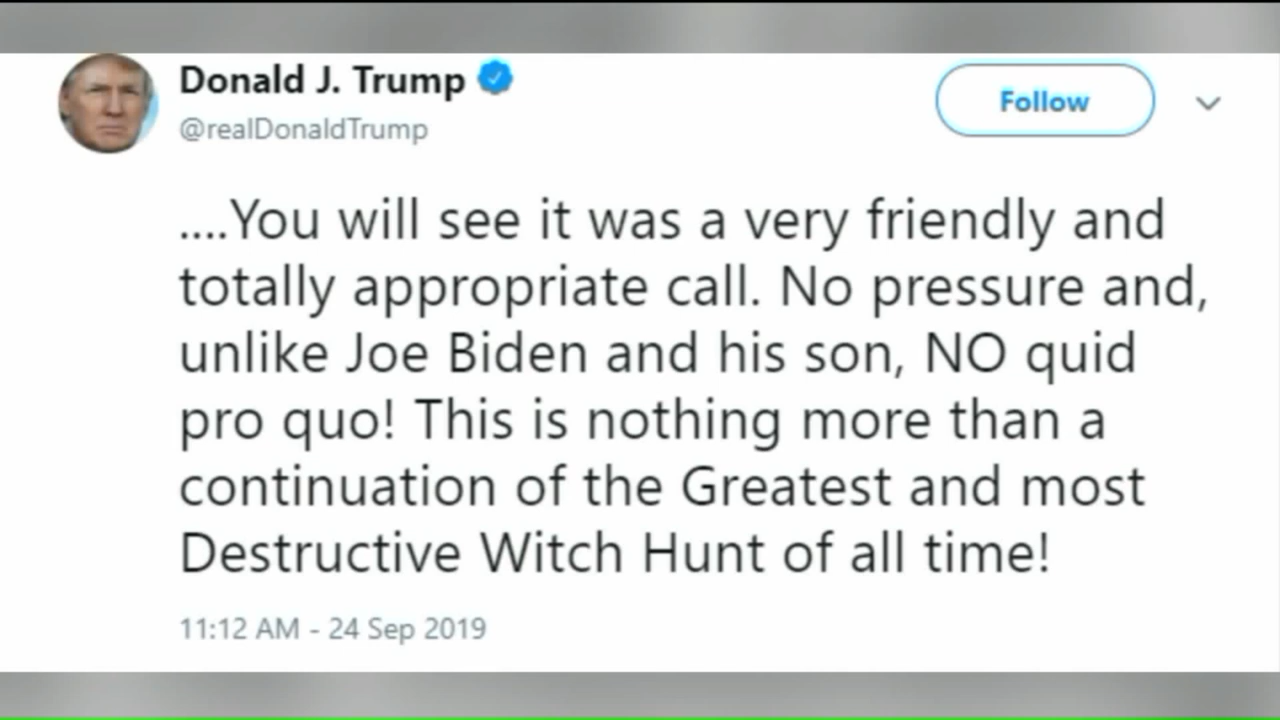 Donald J. Trump
@realDonaldTrump
Follow
....You will see it was a very friendly and
totally appropriate call. No pressure and,
unlike Joe Biden and his son, NO quid
pro quo! This is nothing more than a
continuation of the Greatest and most
Destructive Witch Hunt of all time!
11:12 AM - 24 Sep 2019